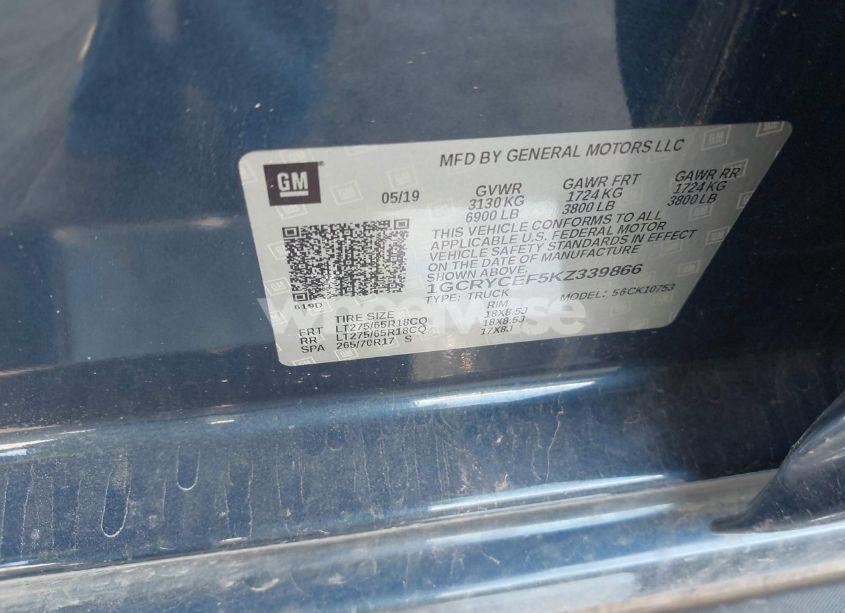 GM
MFD BY GENERAL MOTORS LLC
05/19
GVWR
3130 KG
6900 LB
GAWR FRT
1724 KG
3800 LB
GAWR RR
1724 KG
3800 LB
THIS VEHICLE CONFORMS TO ALL
APPLICABLE U.S. FEDERAL MOTOR
VEHICLE SAFETY STANDARDS IN EFFECT
ON THE DATE OF MANUFACTURE
SHOWN ABOVE.
1GCRYCEF5KZ339866
TYPE: TRUCK MODEL: 56CK10753
619D
TIRE SIZE RIM
FRT LT275/65R18CQ 18X8.5J
RR LT275/65R18CQ 18X8.5J
SPA 265/70R17 S 17X8J